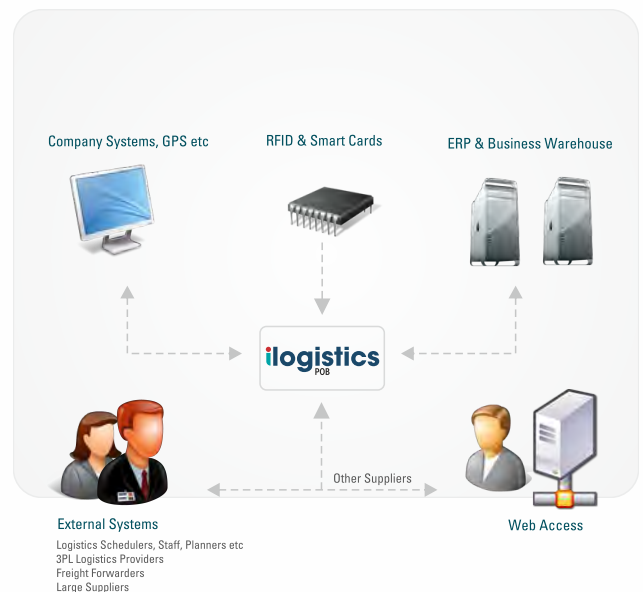 Company Systems, GPS etc
RFID & Smart Cards
ERP & Business Warehouse
ilogistics
POB
Other Suppliers
External Systems
Web Access
Logistics Schedulers, Staff, Planners etc
3PL Logistics Providers
Freight Forwarders
Large Suppliers